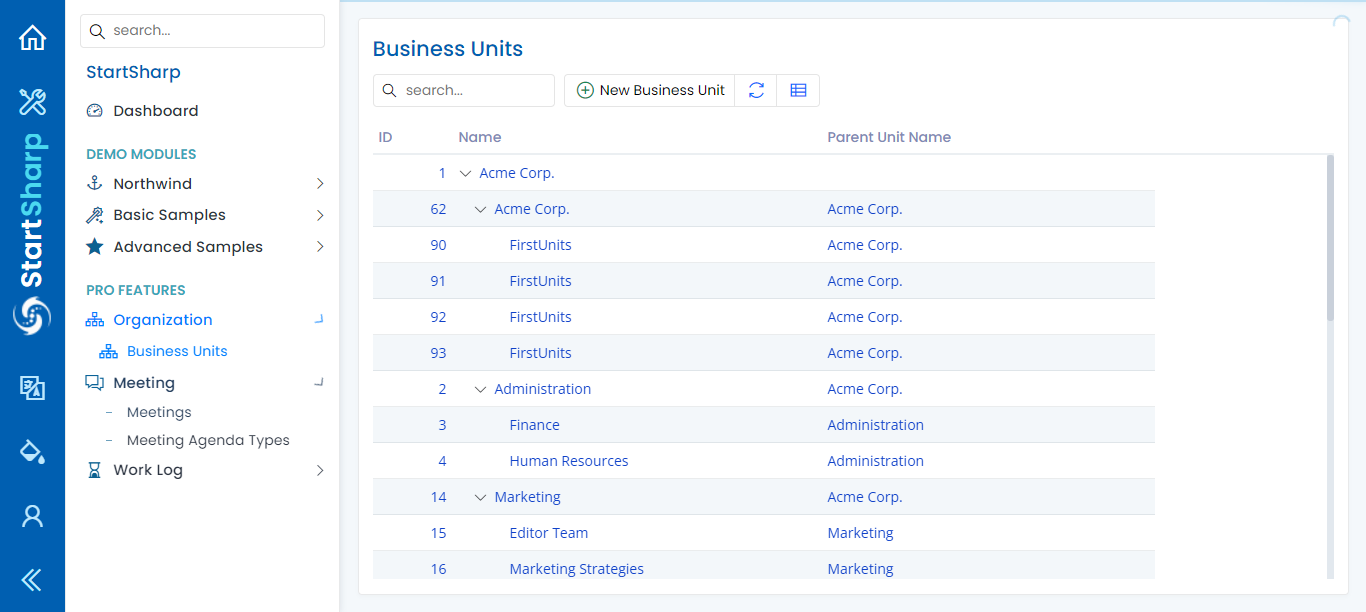 StartSharp
search...
StartSharp
Dashboard
DEMO MODULES
Northwind
Basic Samples
Advanced Samples
PRO FEATURES
Organization
Business Units
Meeting
Meetings
Meeting Agenda Types
Work Log
Business Units
search...
New Business Unit
ID Name Parent Unit Name
1 Acme Corp.
62 Acme Corp. Acme Corp.
90 FirstUnits Acme Corp.
91 FirstUnits Acme Corp.
92 FirstUnits Acme Corp.
93 FirstUnits Acme Corp.
2 Administration Acme Corp.
3 Finance Administration
4 Human Resources Administration
14 Marketing Acme Corp.
15 Editor Team Marketing
16 Marketing Strategies Marketing